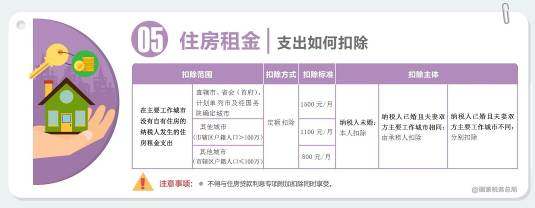 05 住房租金 支出如何扣除
扣除范围 扣除方式 扣除标准 扣除主体
在主要工作城市
没有自有住房的
纳税人发生的住
房租金支出
直辖市、省会(首府)、
计划单列市及经国务
院确定城市
其他城市
(市辖区户籍人口>100万)
其他城市
(市辖区户籍人口≤100万)
定额扣除
1500元/月
1100元/月
800元/月
纳税人未婚:
本人扣除
纳税人已婚且夫妻双
方主要工作城市相同:
由承租人扣除
纳税人已婚且夫妻双
方主要工作城市不同:
分别扣除
注意事项: 不得与住房贷款利息专项附加扣除同时享受。
@国家税务总局